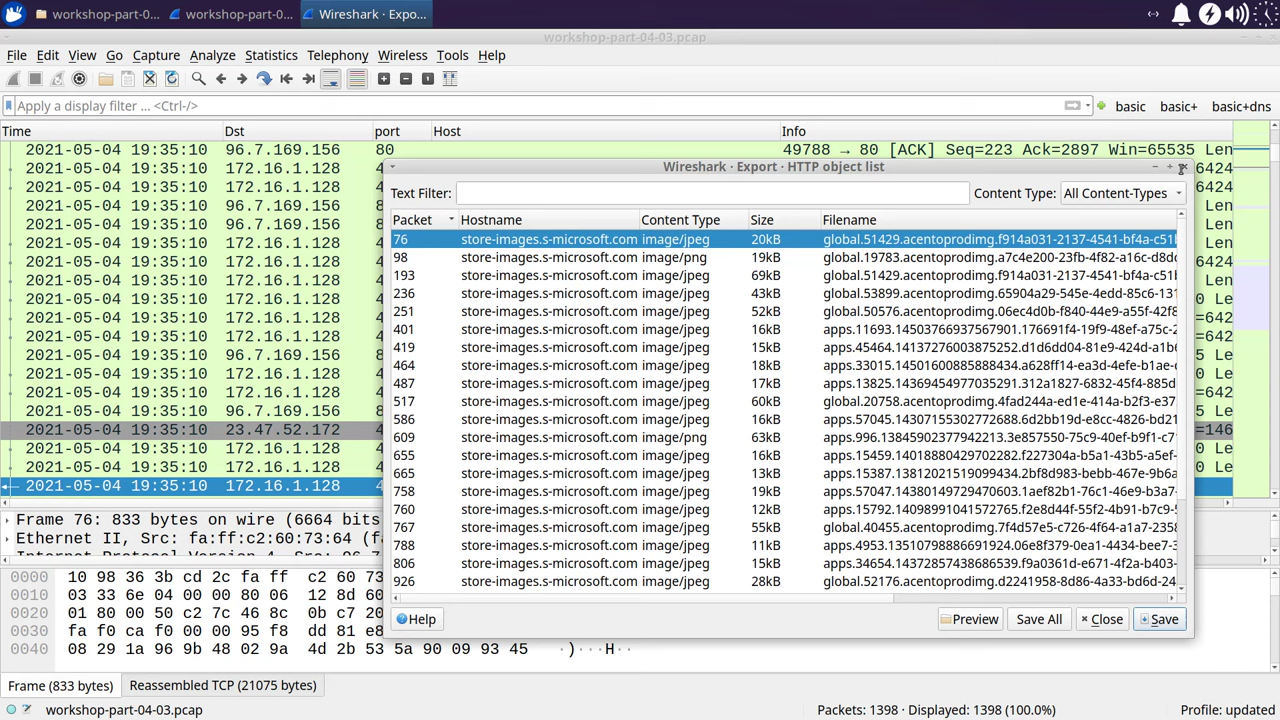 workshop-part-0... workshop-part-0... Wireshark · Expo...
workshop-part-04-03.pcap
File Edit View Go Capture Analyze Statistics Telephony Wireless Tools Help
Apply a display filter ... <Ctrl-/> basic basic+ basic+dns
Time Dst port Host Info
2021-05-04 19:35:10 96.7.169.156 80 49788 → 80 [ACK] Seq=223 Ack=2897 Win=65535 Len
2021-05-04 19:35:10 172.16.1.128
2021-05-04 19:35:10 172.16.1.128
2021-05-04 19:35:10 96.7.169.156
2021-05-04 19:35:10 96.7.169.156
2021-05-04 19:35:10 172.16.1.128
2021-05-04 19:35:10 96.7.169.156
2021-05-04 19:35:10 172.16.1.128
2021-05-04 19:35:10 172.16.1.128
2021-05-04 19:35:10 172.16.1.128
2021-05-04 19:35:10 172.16.1.128
2021-05-04 19:35:10 96.7.169.156
2021-05-04 19:35:10 172.16.1.128
2021-05-04 19:35:10 172.16.1.128
2021-05-04 19:35:10 96.7.169.156
2021-05-04 19:35:10 23.47.52.172
2021-05-04 19:35:10 172.16.1.128
2021-05-04 19:35:10 172.16.1.128
2021-05-04 19:35:10 172.16.1.128
Wireshark · Export · HTTP object list
Text Filter: Content Type: All Content-Types
Packet Hostname Content Type Size Filename
76 store-images.s-microsoft.com image/jpeg 20kB global.51429.acentoprodimg.f914a031-2137-4541-bf4a-c51b
98 store-images.s-microsoft.com image/png 19kB global.19783.acentoprodimg.a7c4e200-23fb-4f82-a16c-d8dc
193 store-images.s-microsoft.com image/jpeg 69kB global.51429.acentoprodimg.f914a031-2137-4541-bf4a-c51b
236 store-images.s-microsoft.com image/jpeg 43kB global.53899.acentoprodimg.65904a29-545e-4edd-85c6-131
251 store-images.s-microsoft.com image/jpeg 52kB global.50576.acentoprodimg.06ec4d0b-f840-44e9-a55f-42f8
401 store-images.s-microsoft.com image/jpeg 16kB apps.11693.14503766937567901.176691f4-19f9-48ef-a75c-2
419 store-images.s-microsoft.com image/jpeg 15kB apps.45464.14137276003875252.d1d6dd04-81e9-424d-a1b6
464 store-images.s-microsoft.com image/jpeg 18kB apps.33015.14501600885888434.a628ff14-ea3d-4efe-b1ae-
487 store-images.s-microsoft.com image/jpeg 17kB apps.13825.14369454977035291.312a1827-6832-45f4-885d
517 store-images.s-microsoft.com image/jpeg 60kB global.20758.acentoprodimg.4fad244a-ed1e-414a-b2f3-e37
586 store-images.s-microsoft.com image/jpeg 16kB apps.57045.14307155302772688.6d2bb19d-e8cc-4826-bd21
609 store-images.s-microsoft.com image/png 63kB apps.996.13845902377942213.3e857550-75c9-40ef-b9f1-c7
655 store-images.s-microsoft.com image/jpeg 16kB apps.15459.14018880429702282.f227304a-b5a1-43d6-a5af-
665 store-images.s-microsoft.com image/jpeg 13kB apps.15387.13812021519099434.2bf8d983-bebb-467e-9b6a
758 store-images.s-microsoft.com image/jpeg 19kB apps.57047.14380149729470603.1aef82b1-76c1-46e9-b3a7
760 store-images.s-microsoft.com image/jpeg 12kB apps.15792.14098991041572765.f2e8d44f-55f2-4b91-b7c9-
767 store-images.s-microsoft.com image/jpeg 55kB global.40455.acentoprodimg.7f4d57e5-c726-4f64-a1a7-2358
788 store-images.s-microsoft.com image/jpeg 11kB apps.4953.13510798886691924.06e8f379-0ea1-4434-bee7-3
806 store-images.s-microsoft.com image/jpeg 15kB apps.34654.14372857438686539.f9a0361d-e671-4f2a-b403-
926 store-images.s-microsoft.com image/jpeg 28kB global.52176.acentoprodimg.d2241958-8d86-4a33-bd6d-24
Help Preview Save All Close Save
Frame 76: 833 bytes on wire (6664 bits
Ethernet II, Src: fa:ff:c2:60:73:64 (fa
0000 10 98 36 3b cd 2c fa ff c2 60 73
0010 03 33 6e 04 00 00 80 06 12 8d 60
0020 01 80 00 50 c2 7c 46 8c 0b c7 20
0030 fa f0 ca f0 00 00 95 f8 dd 81 e8
0040 08 29 1a 96 9b 48 02 9a 4d 2b 53 5a 90 09 93 45 ·)···H··
Frame (833 bytes) Reassembled TCP (21075 bytes)
workshop-part-04-03.pcap Packets: 1398 · Displayed: 1398 (100.0%) Profile: updated